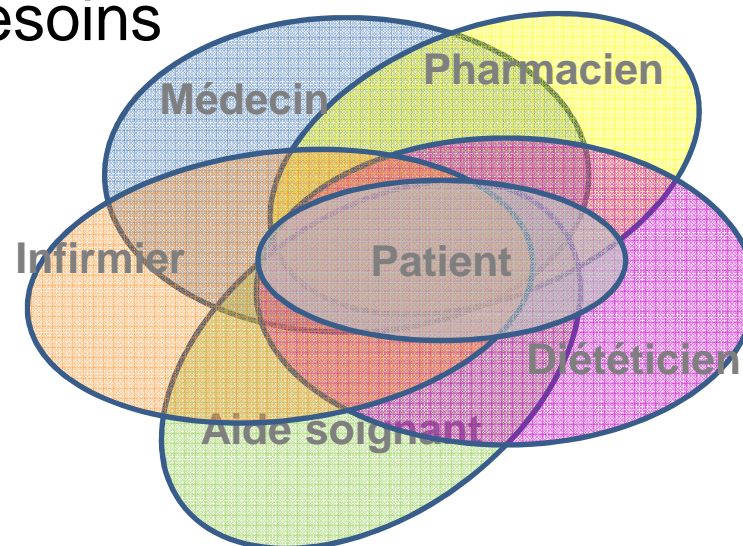 esoins
Pharmacien
Médecin
Infirmier
Patient
Diététicien
Aide soignant